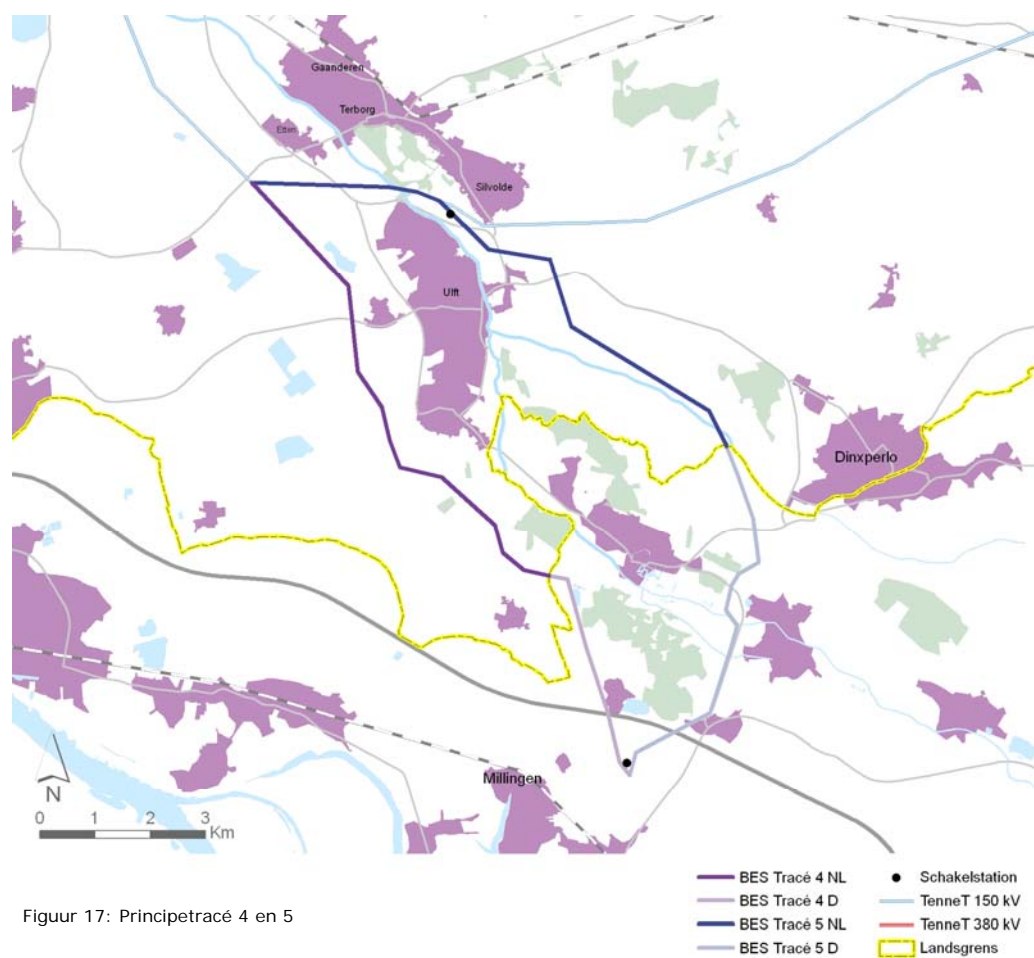 Gaanderen
Terborg
Etten
Silvolde
Ulft
Dinxperlo
Millingen
N
0 1 2 3
Km
BES Tracé 4 NL
BES Tracé 4 D
BES Tracé 5 NL
BES Tracé 5 D
Schakelstation
TenneT 150 kV
TenneT 380 kV
Landsgrens
Figuur 17: Principetracé 4 en 5